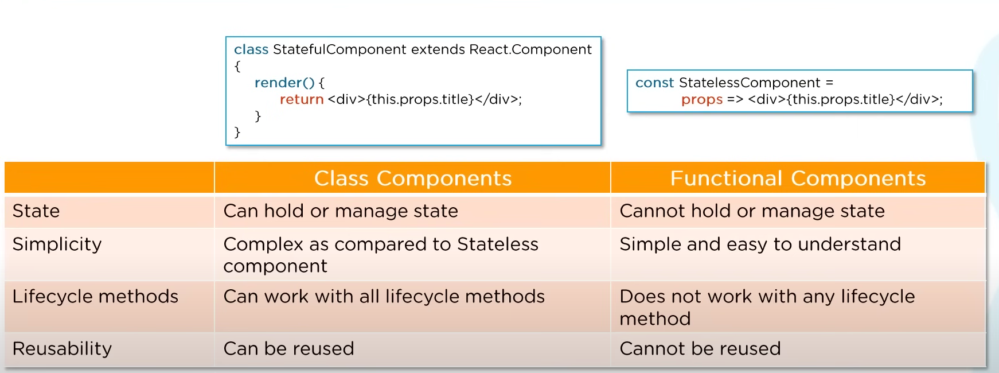 class StatefulComponent extends React.Component
{
render() {
return <div>{this.props.title}</div>;
}
}
const StatelessComponent =
props => <div>{this.props.title}</div>;
Class Components
Functional Components
State
Can hold or manage state
Cannot hold or manage state
Simplicity
Complex as compared to Stateless
component
Simple and easy to understand
Lifecycle methods
Can work with all lifecycle methods
Does not work with any lifecycle
method
Reusability
Can be reused
Cannot be reused